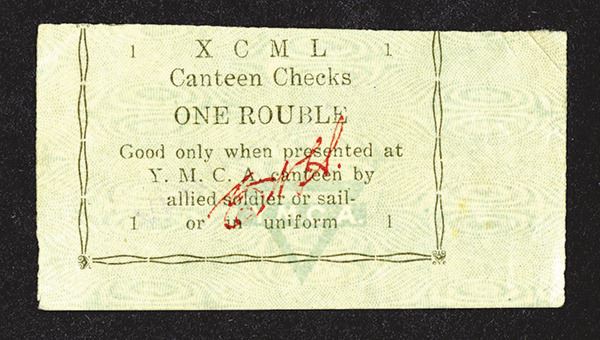 1 X C M L 1
Canteen Checks
ONE ROUBLE
Good only when presented at
Y. M. C. A. canteen by
allied soldier or sail-
1 or in uniform 1